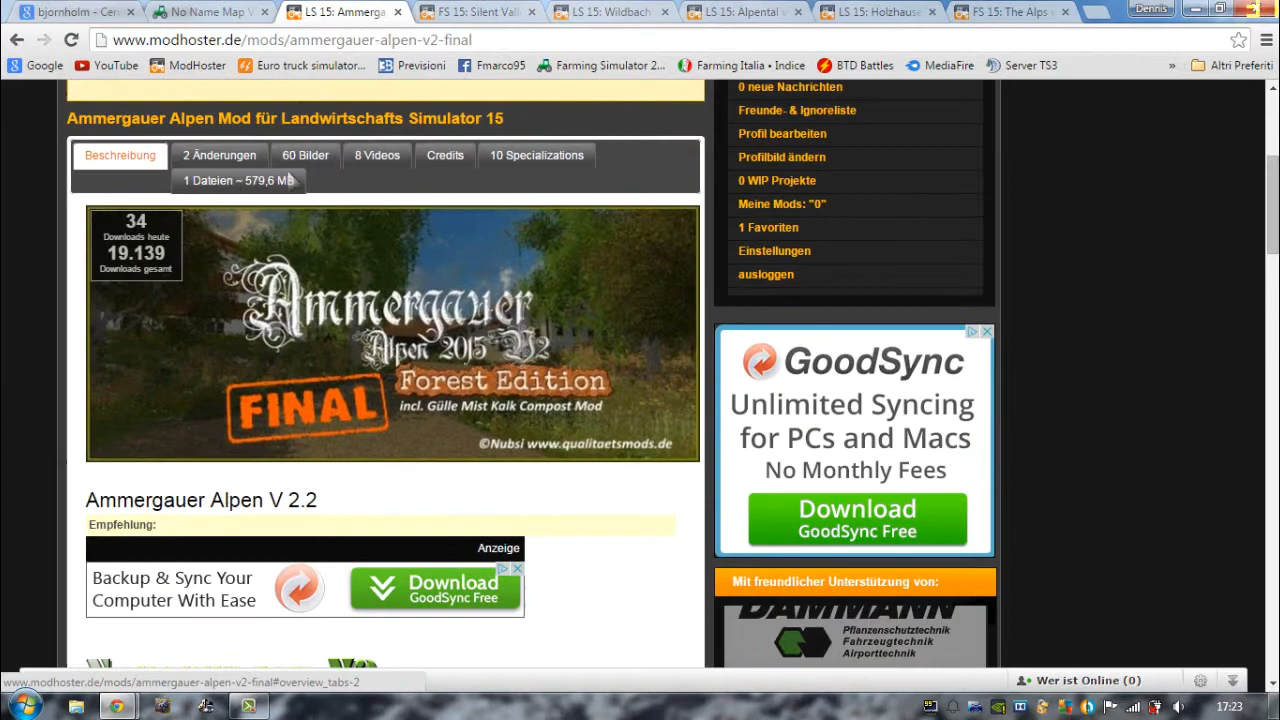 bjornholm - Cerc
No Name Map V
LS 15: Ammerga
FS 15: Silent Vall
LS 15: Wildbach
LS 15: Alpental v
LS 15: Holzhause
FS 15: The Alps v
Dennis
www.modhoster.de/mods/ammergauer-alpen-v2-final
Google
YouTube
ModHoster
Euro truck simulator...
Previsioni
Fmarco95
Farming Simulator 2...
Farming Italia • Indice
BTD Battles
MediaFire
Server TS3
»
Altri Preferiti
Ammergauer Alpen Mod für Landwirtschafts Simulator 15
Beschreibung
2 Änderungen
60 Bilder
8 Videos
Credits
10 Specializations
1 Dateien ~ 579,6 MB
34
Downloads heute
19.139
Downloads gesamt
Ammergauer
Alpen 2015 V2
Forest Edition
FINAL
incl. Gülle Mist Kalk Compost Mod
©Nubsi www.qualitaetsmods.de
Ammergauer Alpen V 2.2
Empfehlung:
Anzeige
Backup & Sync Your
Computer With Ease
Download
GoodSync Free
0 neue Nachrichten
Freunde- & Ignoreliste
Profil bearbeiten
Profilbild ändern
0 WIP Projekte
Meine Mods: "0"
1 Favoriten
Einstellungen
ausloggen
GoodSync
Unlimited Syncing
for PCs and Macs
No Monthly Fees
Download
GoodSync Free
Mit freundlicher Unterstützung von:
DAMMANN
Pflanzenschutztechnik
Fahrzeugtechnik
Airporttechnik
www.modhoster.de/mods/ammergauer-alpen-v2-final#overview_tabs-2
Wer ist Online (0)
17:23